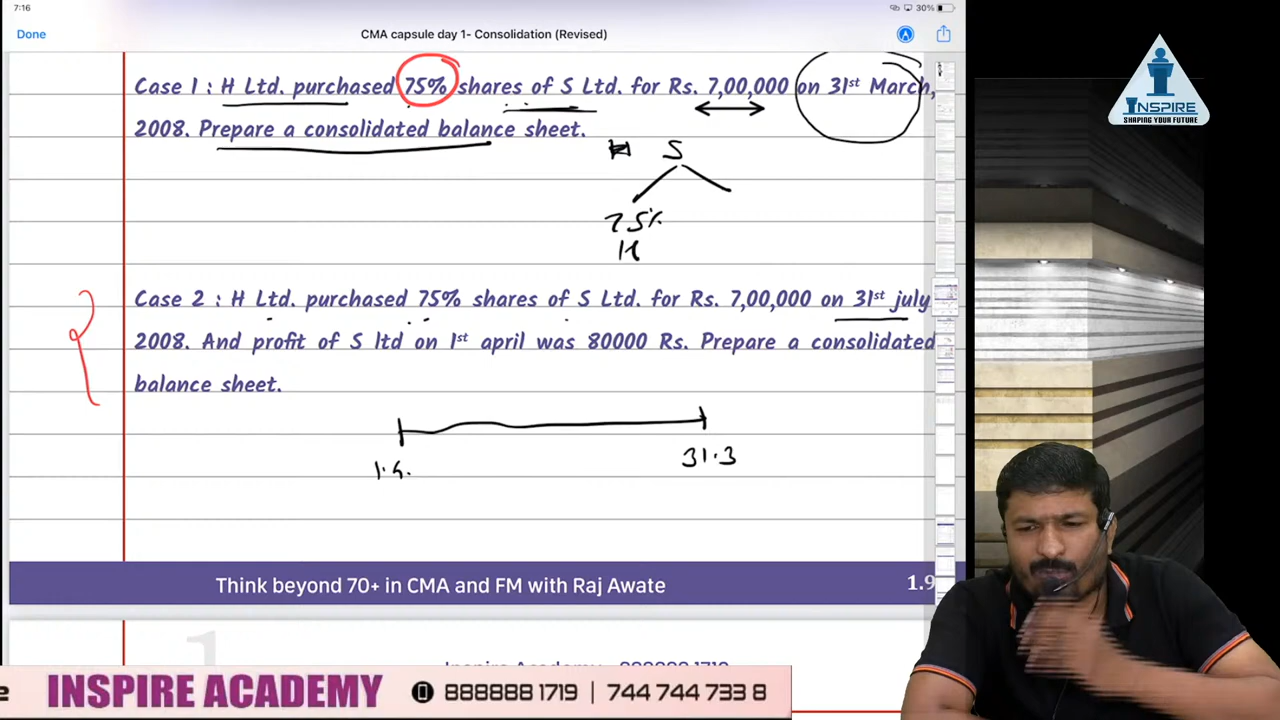 7:16
30%
Done
CMA capsule day 1- Consolidation (Revised)
Case 1 : H Ltd. purchased 75% shares of S Ltd. for Rs. 7,00,000 on 31st March,
2008. Prepare a consolidated balance sheet.
S
75%
H
Case 2 : H Ltd. purchased 75% shares of S Ltd. for Rs. 7,00,000 on 31st july
2008. And profit of S ltd on 1st april was 80000 Rs. Prepare a consolidated
balance sheet.
1.4.
31.3
Think beyond 70+ in CMA and FM with Raj Awate
1.9
INSPIRE ACADEMY
888888 1719 | 744 744 733 8
INSPIRE
SHAPING YOUR FUTURE